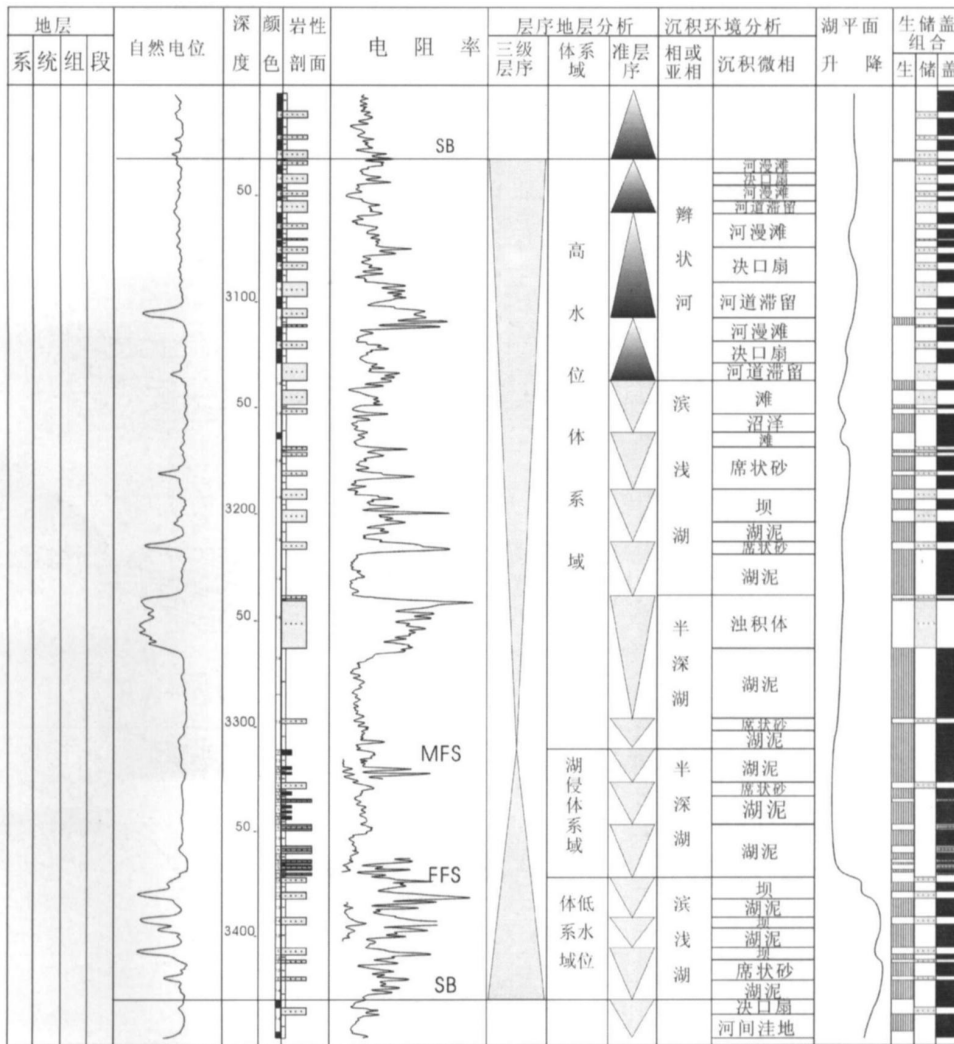 地层
系 统 组 段
自然电位
深度
颜色
岩性剖面
电 阻 率
层序地层分析
三级层序
体系域
准层序
沉积环境分析
相或亚相
沉积微相
湖平面
升 降
生储盖组合
生 储 盖
50
3100
50
3200
50
3300
50
3400
SB
MFS
FFS
SB
高水位体系域
湖侵体系域
体低
系水
域位
辫状河
滨浅湖
半深湖
半深湖
滨浅湖
河漫滩
决口扇
河漫滩
河道滞留
河漫滩
决口扇
河道滞留
河漫滩
决口扇
河道滞留
滩
沼泽
滩
席状砂
坝
湖泥
席状砂
湖泥
浊积体
湖泥
席状砂
湖泥
湖泥
席状砂
湖泥
湖泥
坝
湖泥
坝
湖泥
坝
席状砂
湖泥
决口扇
河间洼地